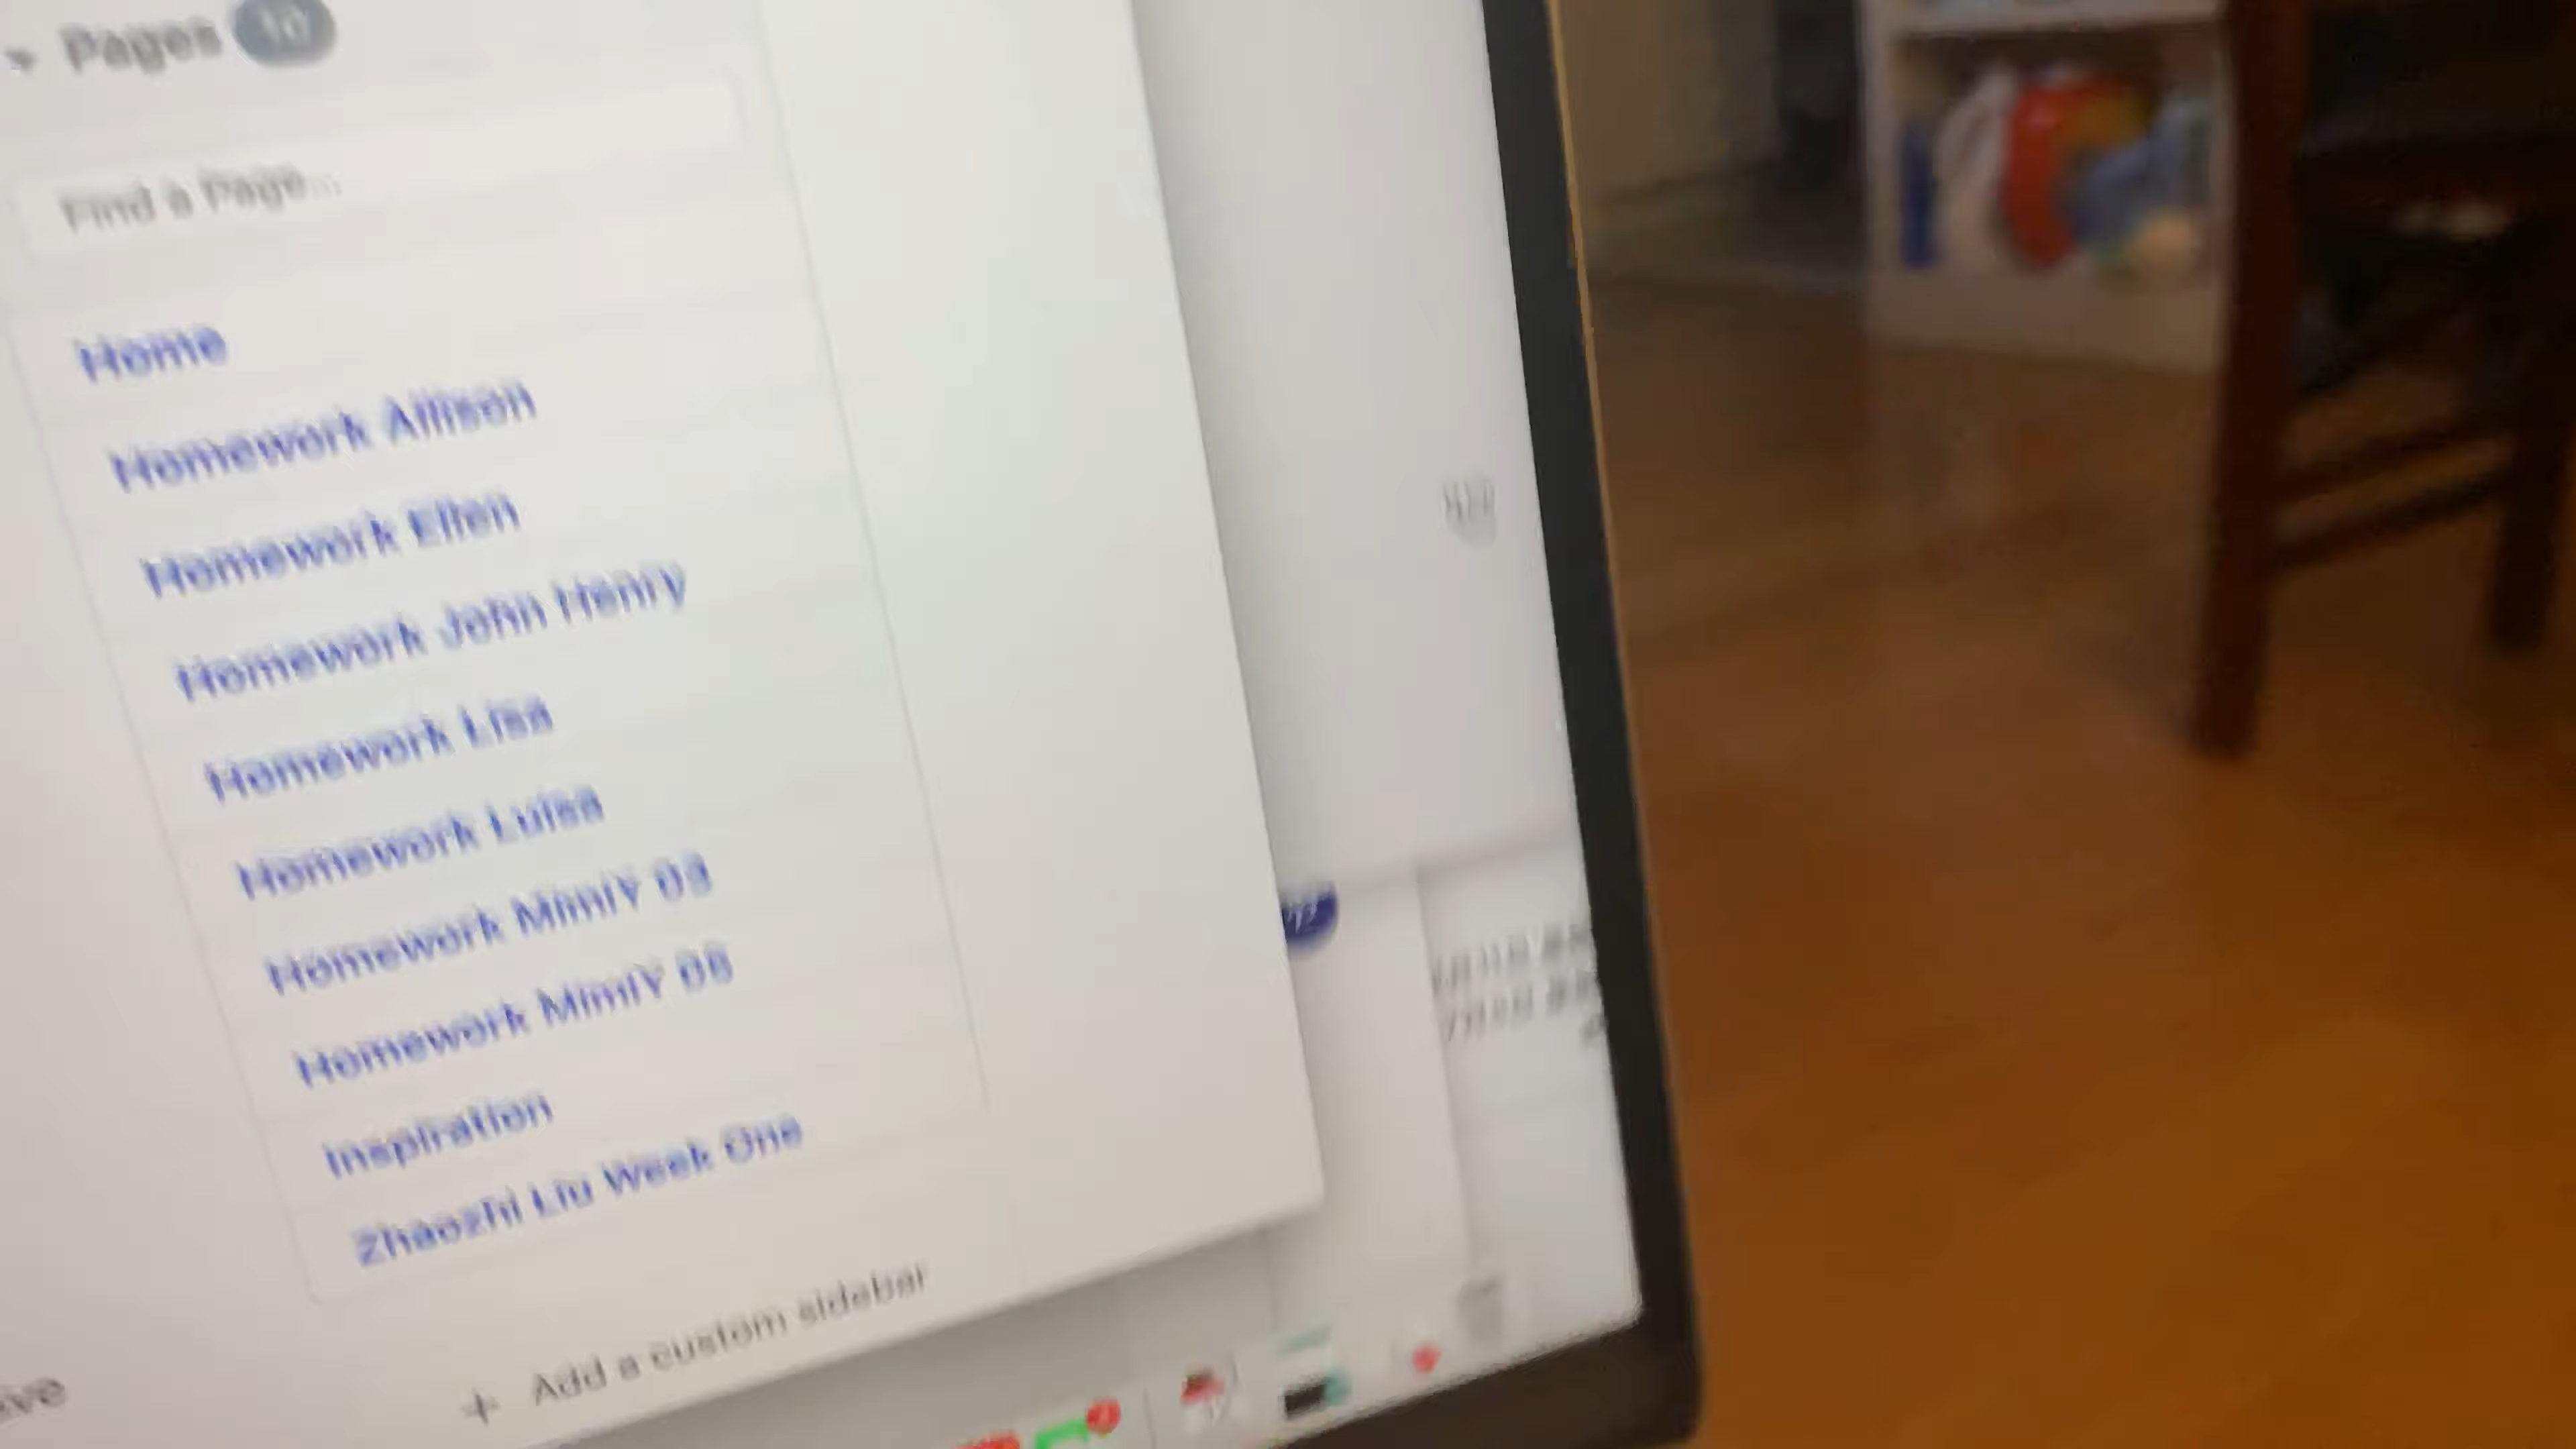 Pages 10
Find a Page...
Home
Homework Allison
Homework Ellen
Homework John Henry
Homework Lisa
Homework Luisa
Homework MimiY 03
Homework MimiY 06
Inspiration
Zhaozhi Liu Week One
+ Add a custom sidebar